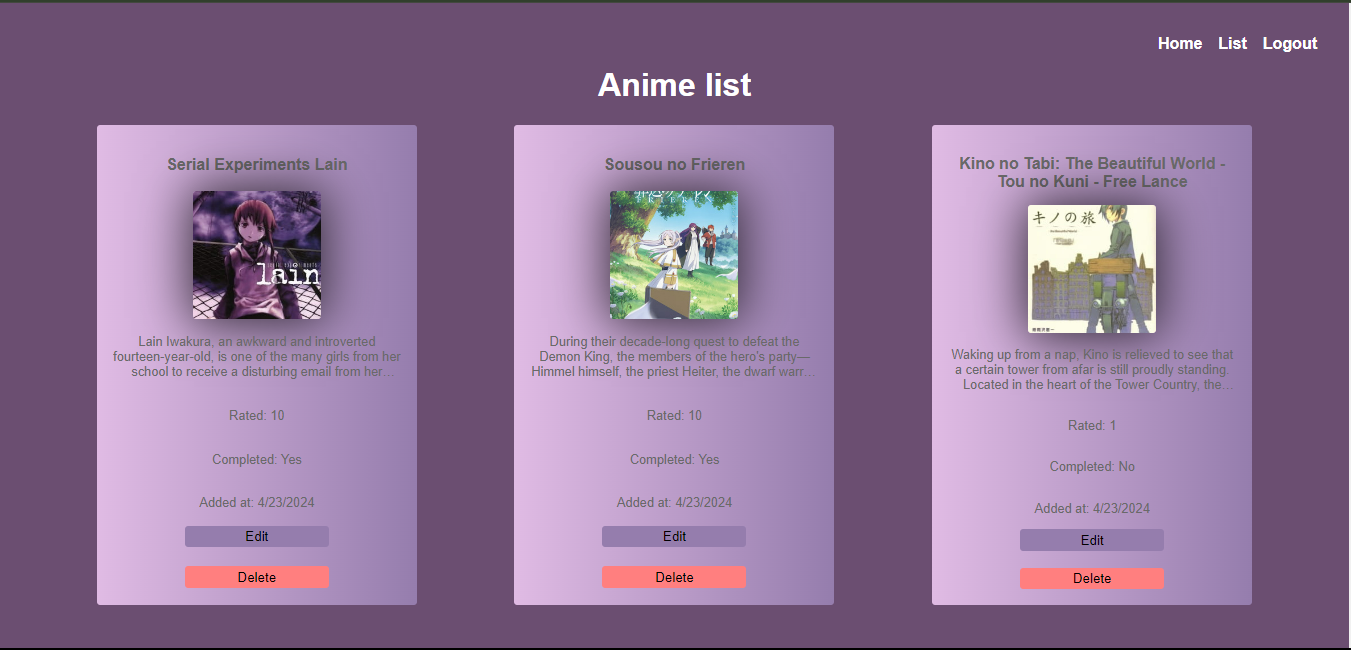 Home List Logout
Anime list
Serial Experiments Lain
lain
Lain Iwakura, an awkward and introverted
fourteen-year-old, is one of the many girls from her
school to receive a disturbing email from her…
Rated: 10
Completed: Yes
Added at: 4/23/2024
Edit
Delete
Sousou no Frieren
FRIEREN
During their decade-long quest to defeat the
Demon King, the members of the hero's party—
Himmel himself, the priest Heiter, the dwarf warr…
Rated: 10
Completed: Yes
Added at: 4/23/2024
Edit
Delete
Kino no Tabi: The Beautiful World -
Tou no Kuni - Free Lance
キノの旅
Waking up from a nap, Kino is relieved to see that
a certain tower from afar is still proudly standing.
Located in the heart of the Tower Country, the…
Rated: 1
Completed: No
Added at: 4/23/2024
Edit
Delete